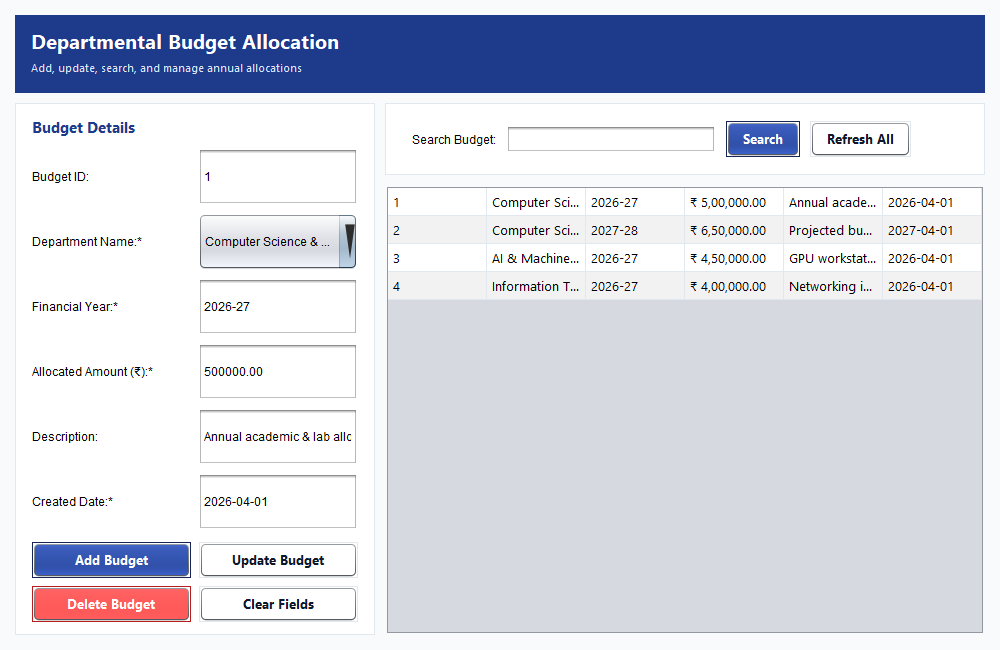 Departmental Budget Allocation
Add, update, search, and manage annual allocations
Budget Details
Budget ID: 1
Department Name:* Computer Science & ...
Financial Year:* 2026-27
Allocated Amount (₹):* 500000.00
Description: Annual academic & lab allo
Created Date:* 2026-04-01
Add Budget Update Budget
Delete Budget Clear Fields
Search Budget: Search Refresh All
1 Computer Sci... 2026-27 ₹ 5,00,000.00 Annual acade... 2026-04-01
2 Computer Sci... 2027-28 ₹ 6,50,000.00 Projected bu... 2027-04-01
3 AI & Machine... 2026-27 ₹ 4,50,000.00 GPU workstat... 2026-04-01
4 Information T... 2026-27 ₹ 4,00,000.00 Networking i... 2026-04-01